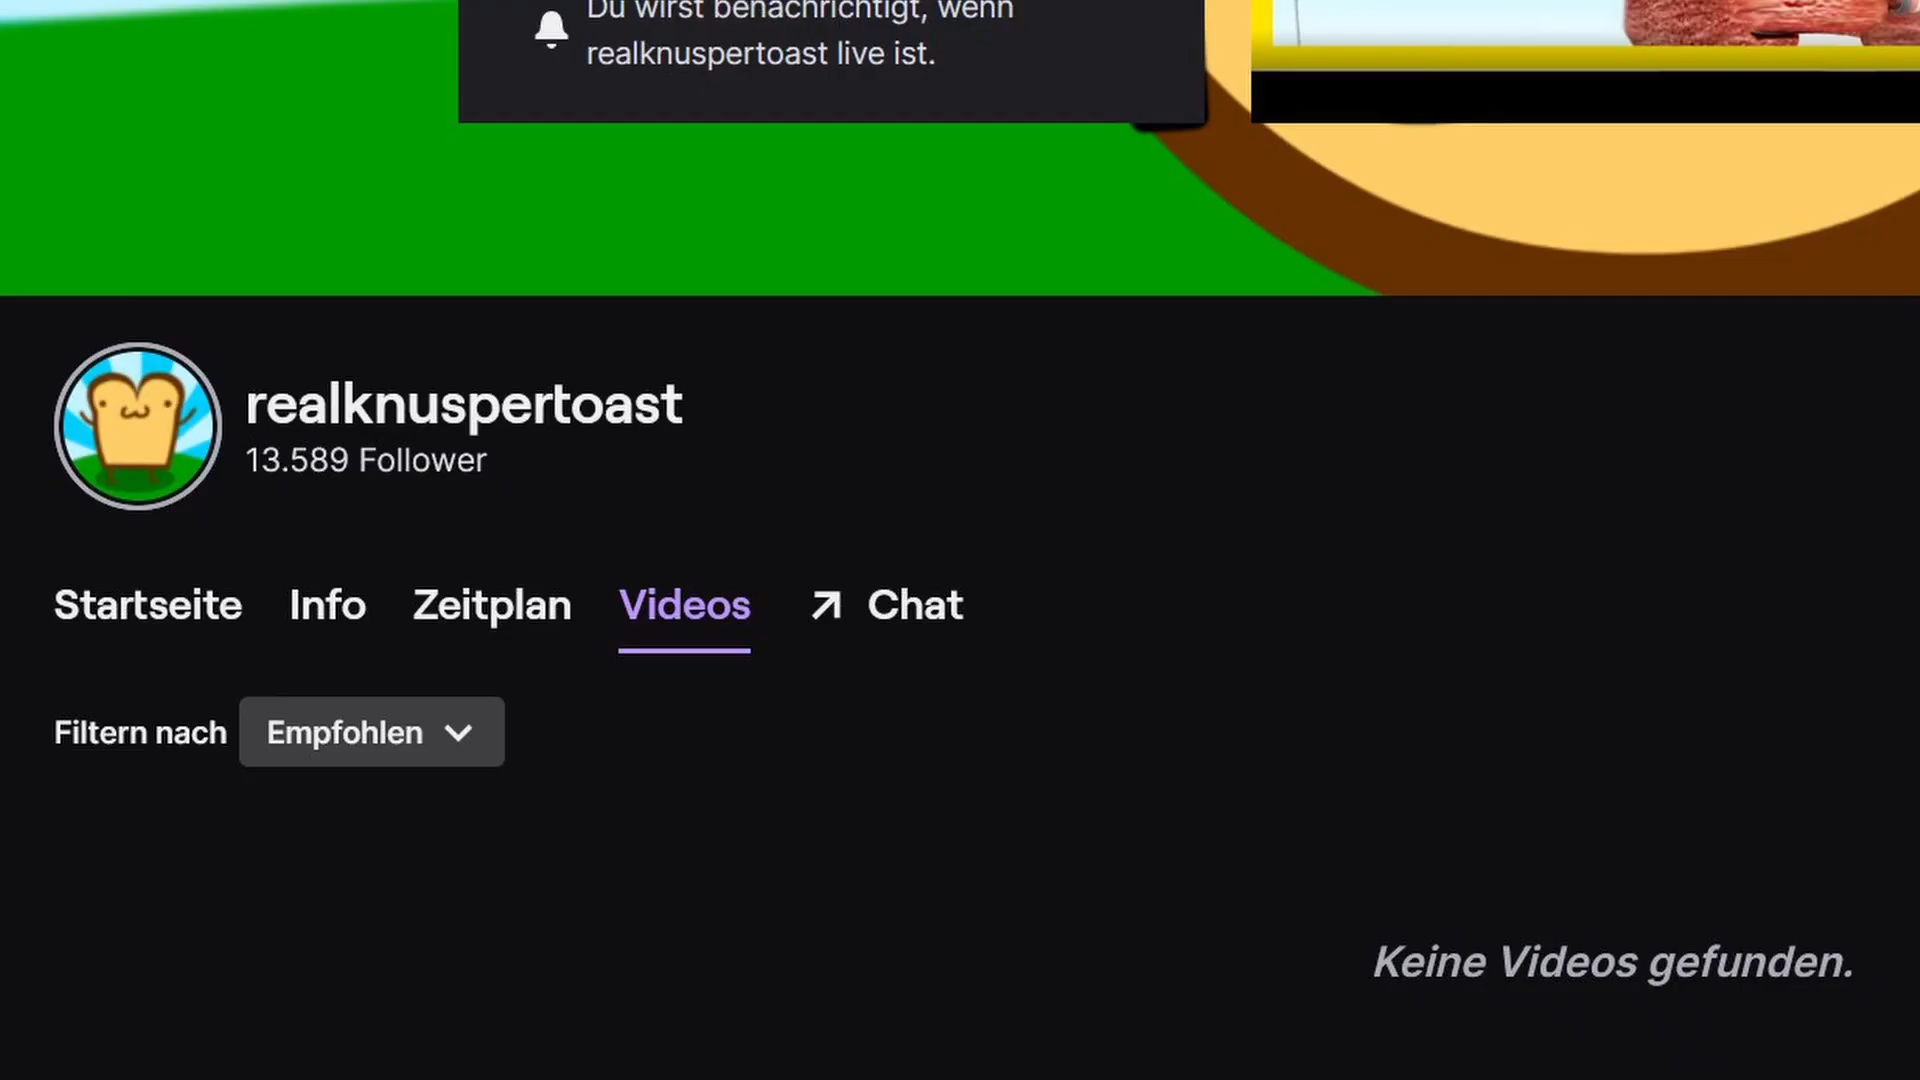 Du wirst benachrichtigt, wenn
realknuspertoast live ist.
realknuspertoast
13.589 Follower
Startseite Info Zeitplan Videos Chat
Filtern nach Empfohlen
Keine Videos gefunden.